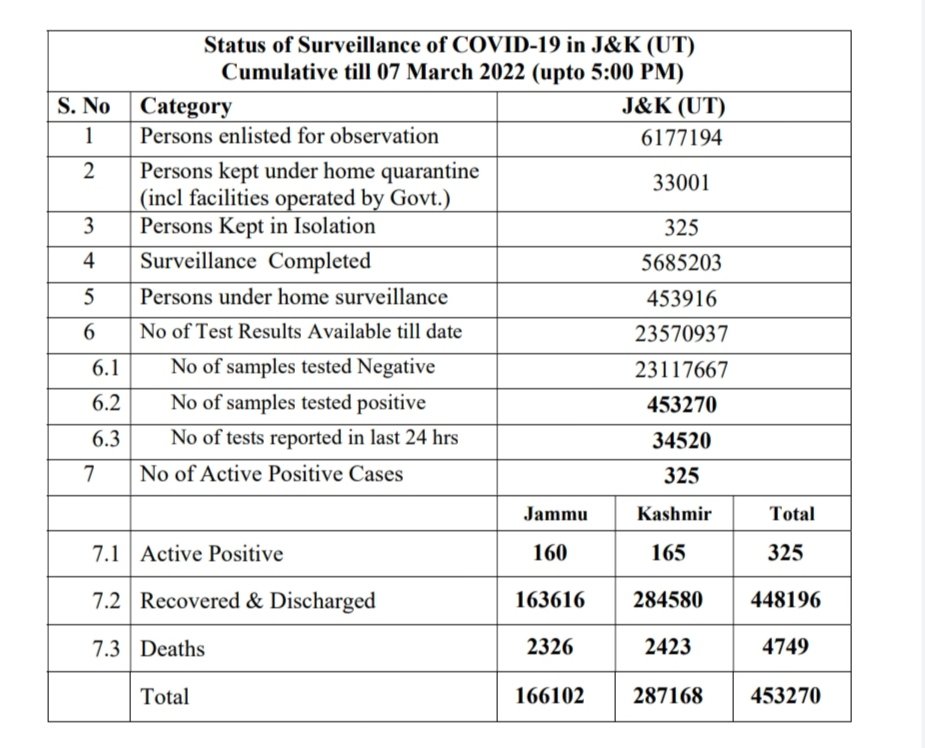 Status of Surveillance of COVID-19 in J&K (UT)
Cumulative till 07 March 2022 (upto 5:00 PM)
S. No Category J&K (UT)
1 Persons enlisted for observation 6177194
2 Persons kept under home quarantine
(incl facilities operated by Govt.) 33001
3 Persons Kept in Isolation 325
4 Surveillance Completed 5685203
5 Persons under home surveillance 453916
6 No of Test Results Available till date 23570937
6.1 No of samples tested Negative 23117667
6.2 No of samples tested positive 453270
6.3 No of tests reported in last 24 hrs 34520
7 No of Active Positive Cases 325
Jammu Kashmir Total
7.1 Active Positive 160 165 325
7.2 Recovered & Discharged 163616 284580 448196
7.3 Deaths 2326 2423 4749
Total 166102 287168 453270